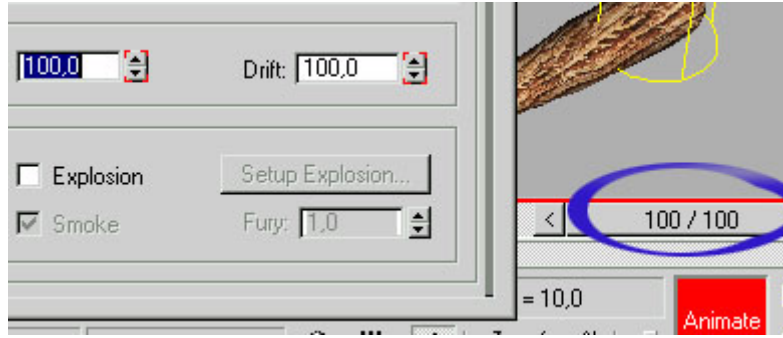 100,0 Drift: 100,0
Explosion Setup Explosion...
Smoke Fury: 1,0
< 100 / 100
= 10,0
Animate